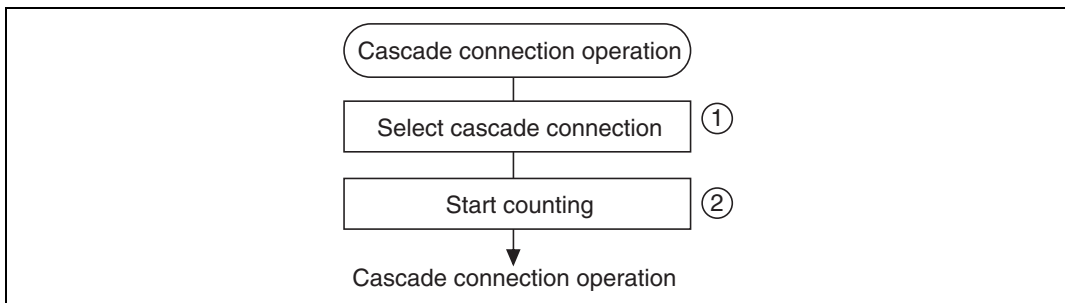 Cascade connection operation
Select cascade connection ①
Start counting ②
Cascade connection operation